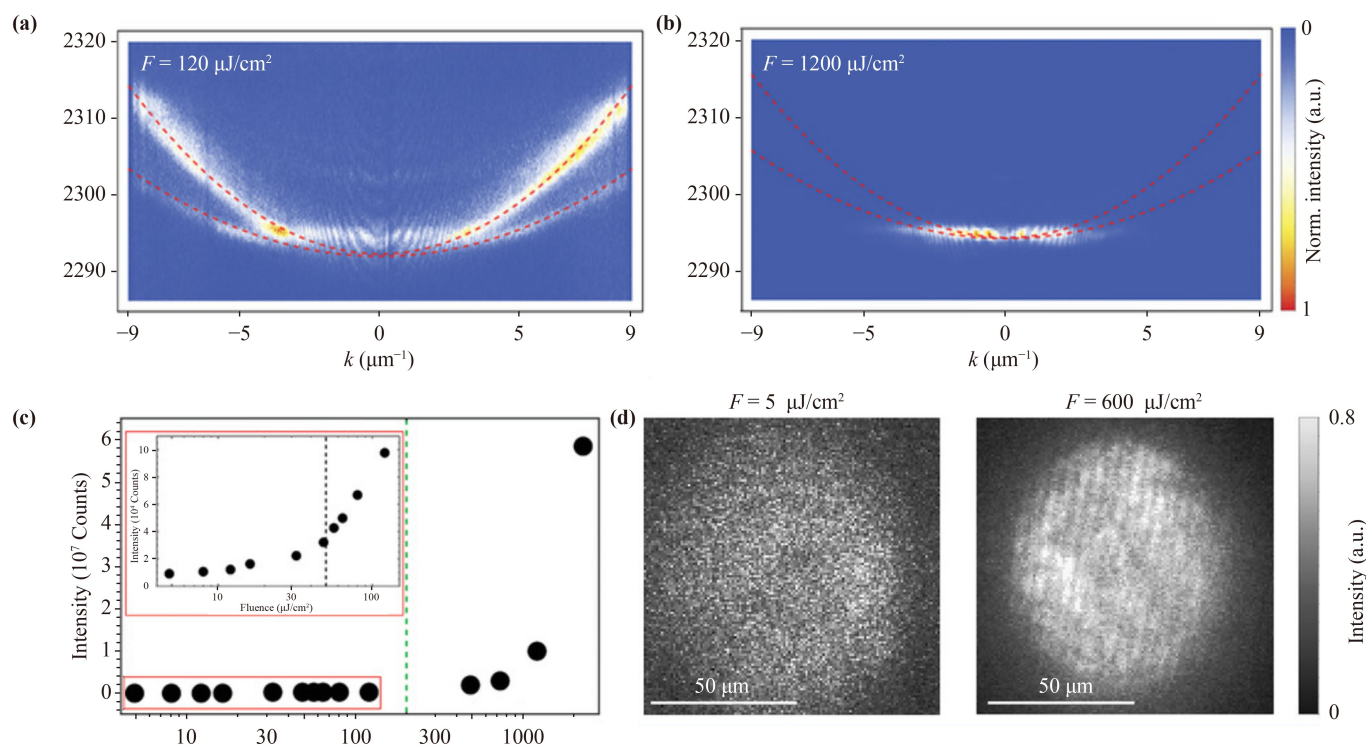 (a)
2320
2310
2300
2290
F = 120 μJ/cm²
−9
−5
0
5
9
k (μm⁻¹)
(b)
2320
2310
2300
2290
F = 1200 μJ/cm²
−9
−5
0
5
9
k (μm⁻¹)
0
Norm. intensity (a.u.)
1
(c)
Intensity (10⁷ Counts)
6
5
4
3
2
1
0
Intensity (10⁴ Counts)
10
8
6
4
2
0
10
100
Fluence (μJ/cm²)
10
30
100
300
1000
(d)
F = 5 μJ/cm²
50 μm
F = 600 μJ/cm²
50 μm
0.8
Intensity (a.u.)
0